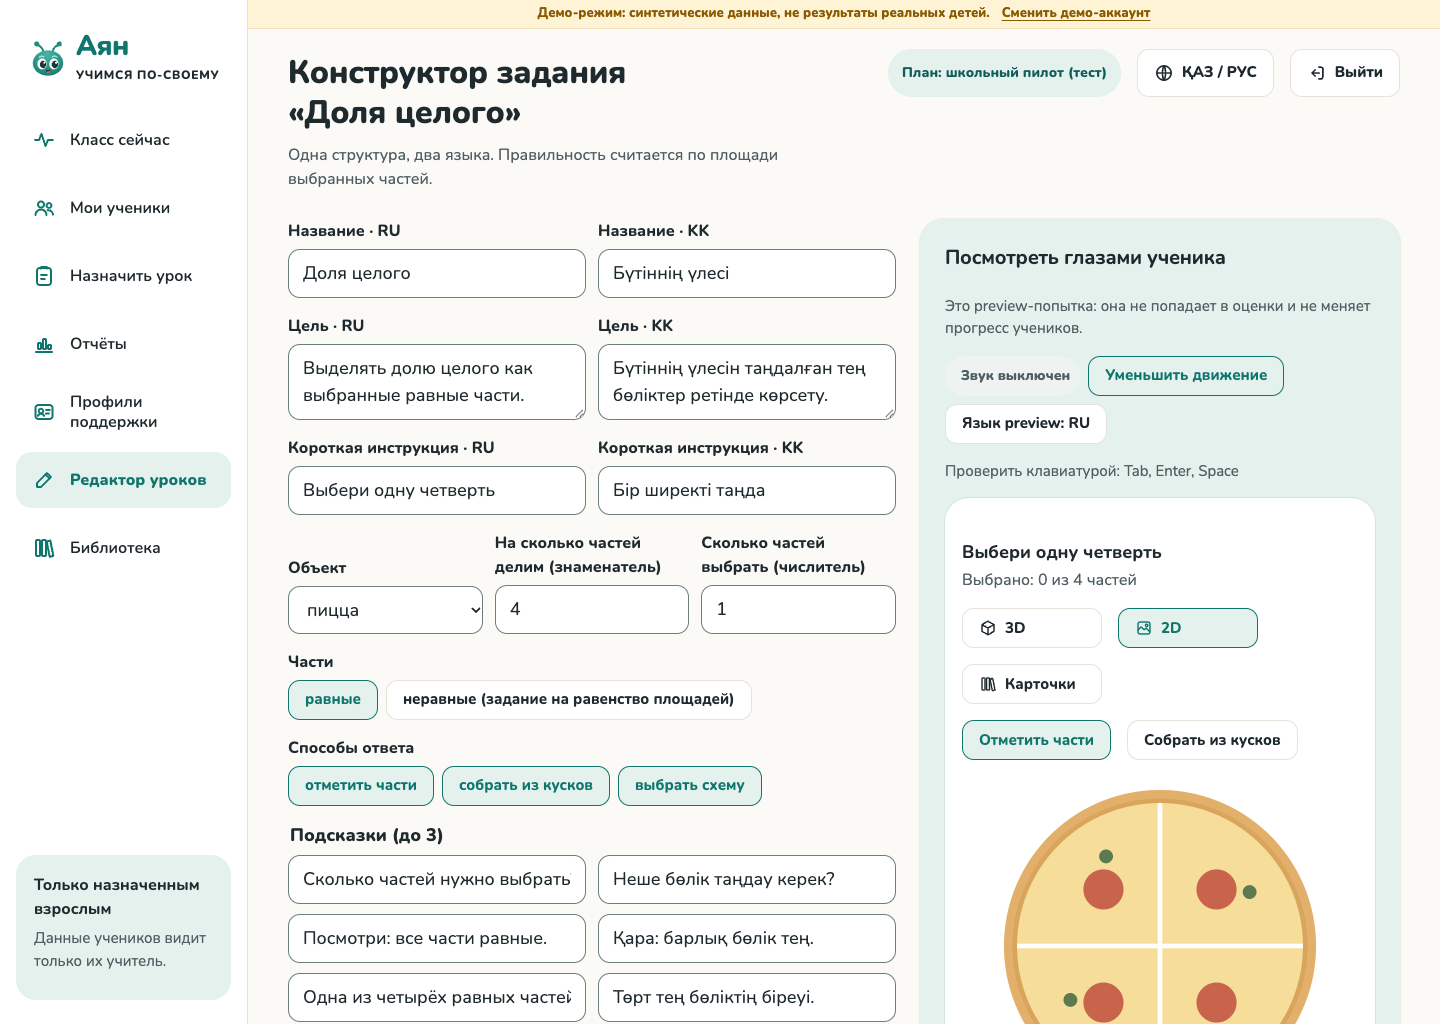 Демо-режим: синтетические данные, не результаты реальных детей. Сменить демо-аккаунт
Аян
УЧИМСЯ ПО-СВОЕМУ
Класс сейчас
Мои ученики
Назначить урок
Отчёты
Профили
поддержки
Редактор уроков
Библиотека
Только назначенным
взрослым
Данные учеников видит
только их учитель.
Конструктор задания
«Доля целого»
Одна структура, два языка. Правильность считается по площади
выбранных частей.
План: школьный пилот (тест)
ҚАЗ / РУС
Выйти
Название · RU
Название · KK
Доля целого
Бүтіннің үлесі
Цель · RU
Цель · KK
Выделять долю целого как
выбранные равные части.
Бүтіннің үлесін таңдалған тең
бөліктер ретінде көрсету.
Короткая инструкция · RU
Короткая инструкция · KK
Выбери одну четверть
Бір ширекті таңда
Объект
На сколько частей
делим (знаменатель)
Сколько частей
выбрать (числитель)
пицца
4
1
Части
равные
неравные (задание на равенство площадей)
Способы ответа
отметить части
собрать из кусков
выбрать схему
Подсказки (до 3)
Сколько частей нужно выбрать
Неше бөлік таңдау керек?
Посмотри: все части равные.
Қара: барлық бөлік тең.
Одна из четырёх равных частей
Төрт тең бөліктің біреуі.
Посмотреть глазами ученика
Это preview-попытка: она не попадает в оценки и не меняет
прогресс учеников.
Звук выключен
Уменьшить движение
Язык preview: RU
Проверить клавиатурой: Tab, Enter, Space
Выбери одну четверть
Выбрано: 0 из 4 частей
3D
2D
Карточки
Отметить части
Собрать из кусков